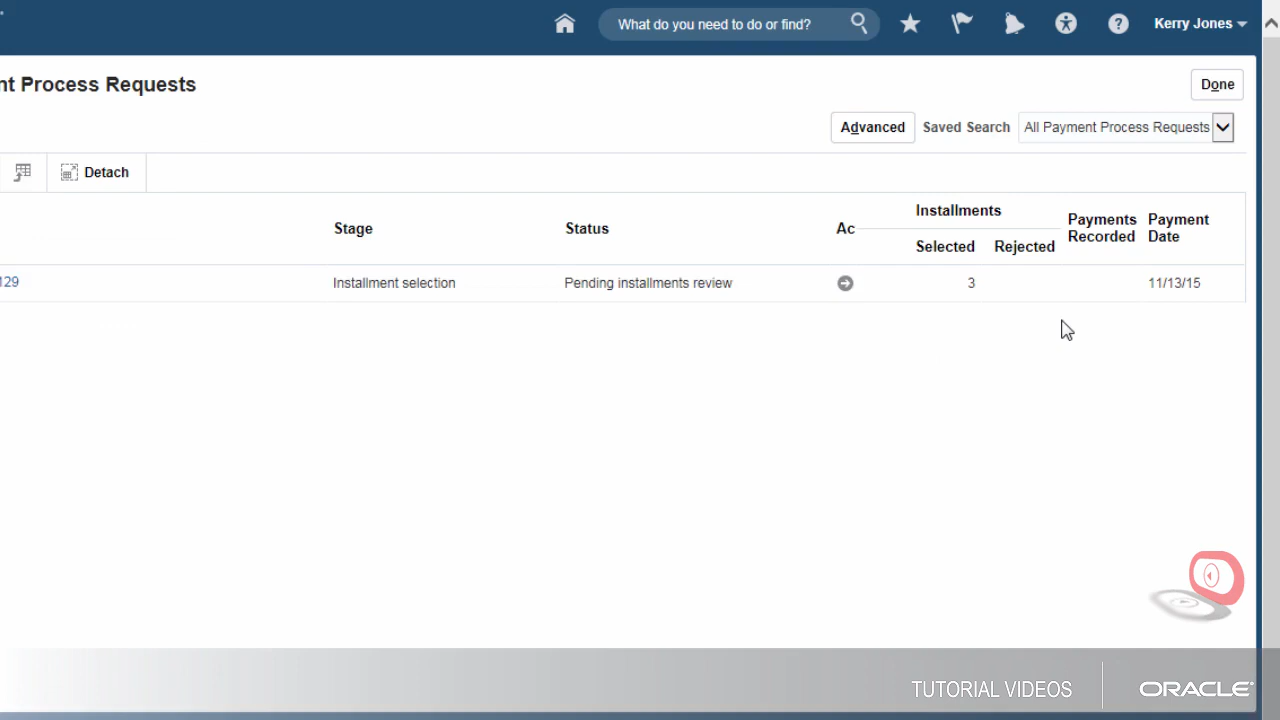 What do you need to do or find?
Kerry Jones
nt Process Requests
Done
Advanced
Saved Search
All Payment Process Requests
Detach
Stage
Status
Ac
Installments
Selected
Rejected
Payments
Recorded
Payment
Date
129
Installment selection
Pending installments review
3
11/13/15
TUTORIAL VIDEOS
ORACLE